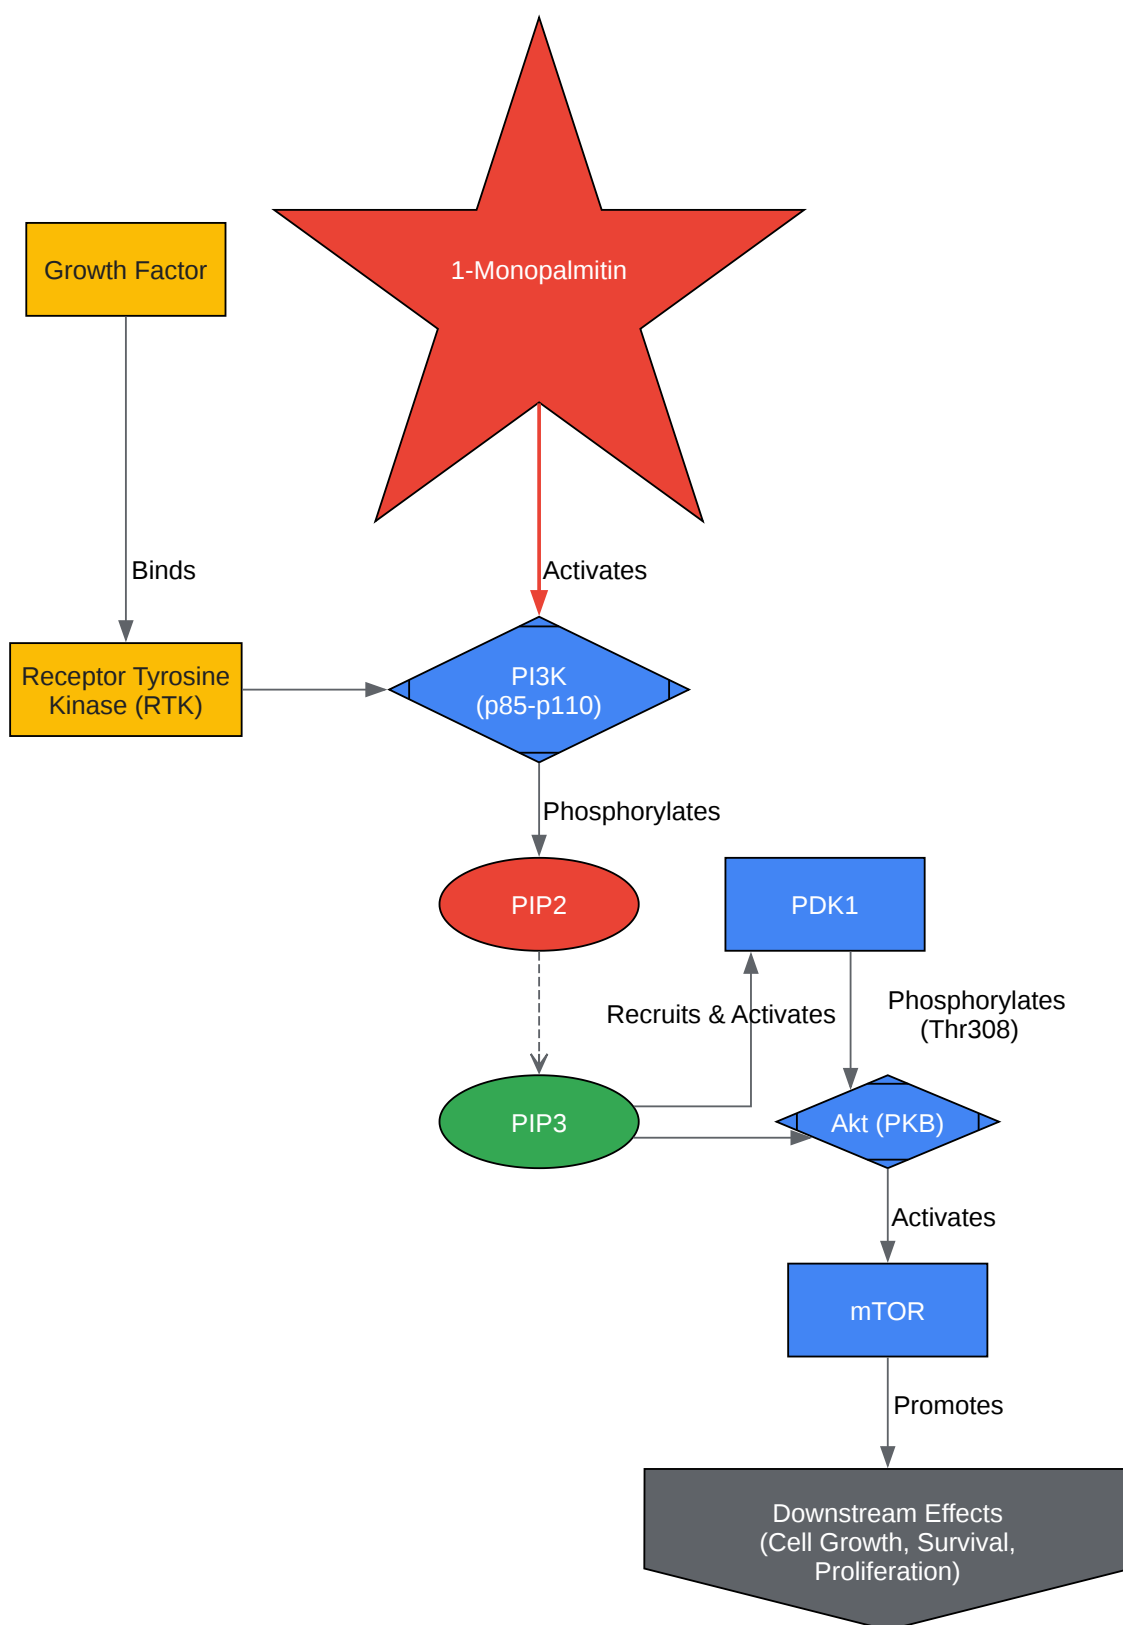 1-Monopalmitin
Growth Factor
Binds
Activates
Receptor Tyrosine
Kinase (RTK)
PI3K
(p85-p110)
Phosphorylates
PIP2
PDK1
Recruits & Activates
Phosphorylates
(Thr308)
PIP3
Akt (PKB)
Activates
mTOR
Promotes
Downstream Effects
(Cell Growth, Survival,
Proliferation)